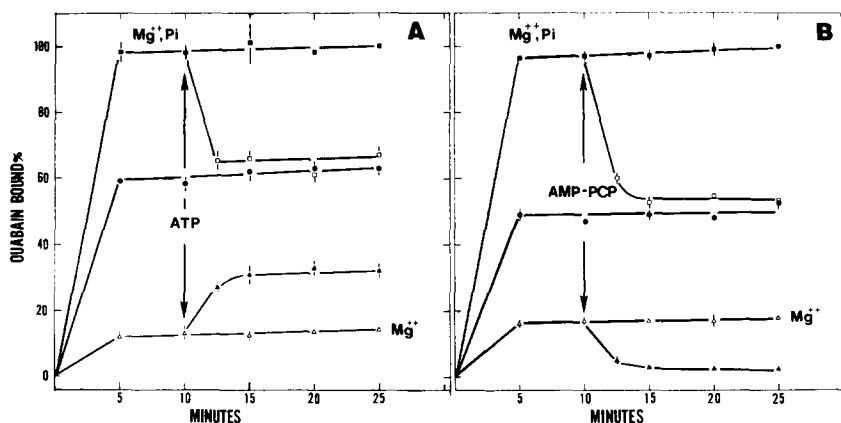 A
B
Mg++,Pi
Mg++,Pi
100
80
60
40
20
0
OUABAIN BOUND%
ATP
AMP-PCP
Mg++
Mg++
5
10
15
20
25
5
10
15
20
25
MINUTES
MINUTES